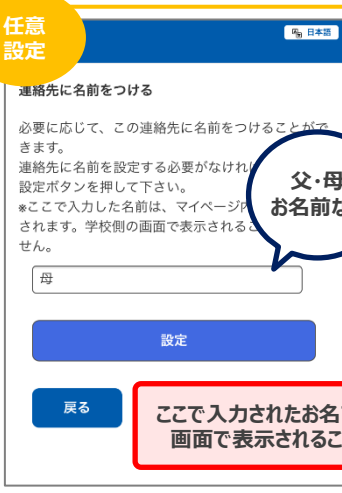 任意
設定
日本語
連絡先に名前をつける
必要に応じて、この連絡先に名前をつけることがで
きます。
連絡先に名前を設定する必要がなければ
設定ボタンを押して下さい。
※ここで入力した名前は、マイページ内
されます。学校側の画面で表示されるこ
せん。
父・母
お名前な
母
設定
戻る
ここで入力されたお名
画面で表示されるこ